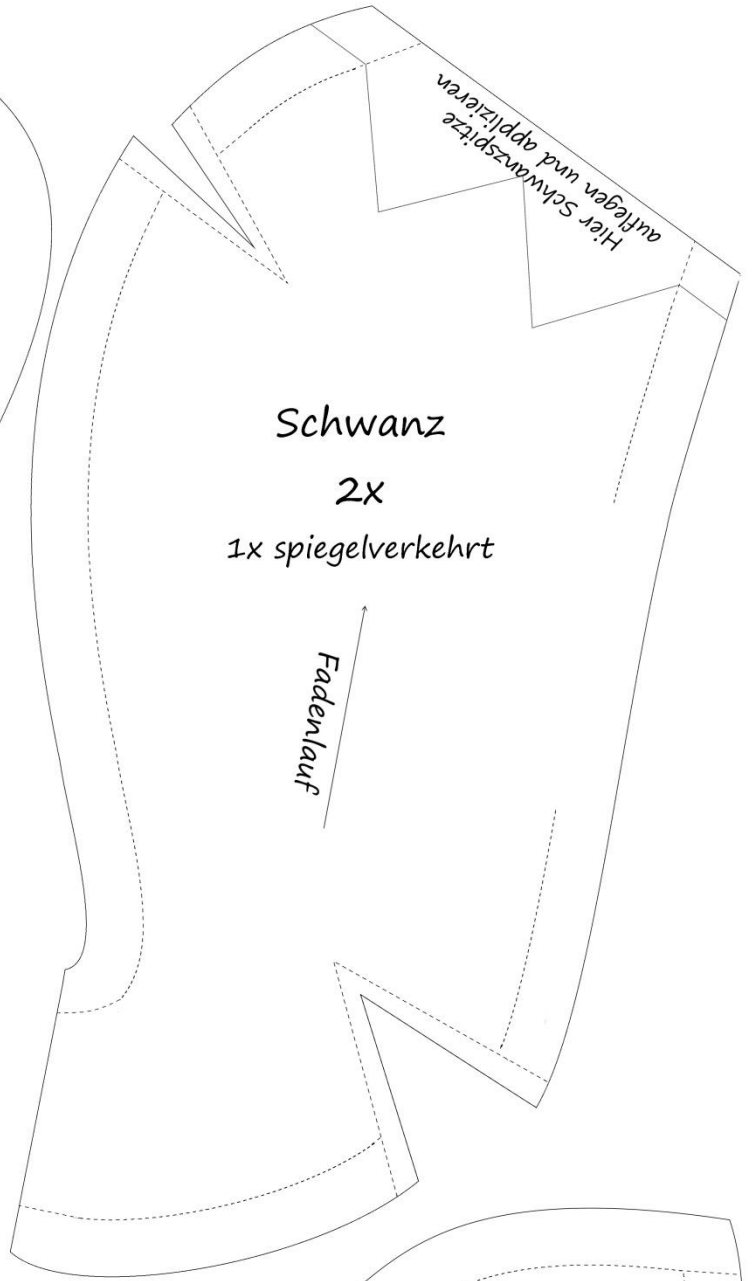 Hier Schwanzspitze
auflegen und applizieren
Schwanz
2x
1x spiegelverkehrt
Fadenlauf